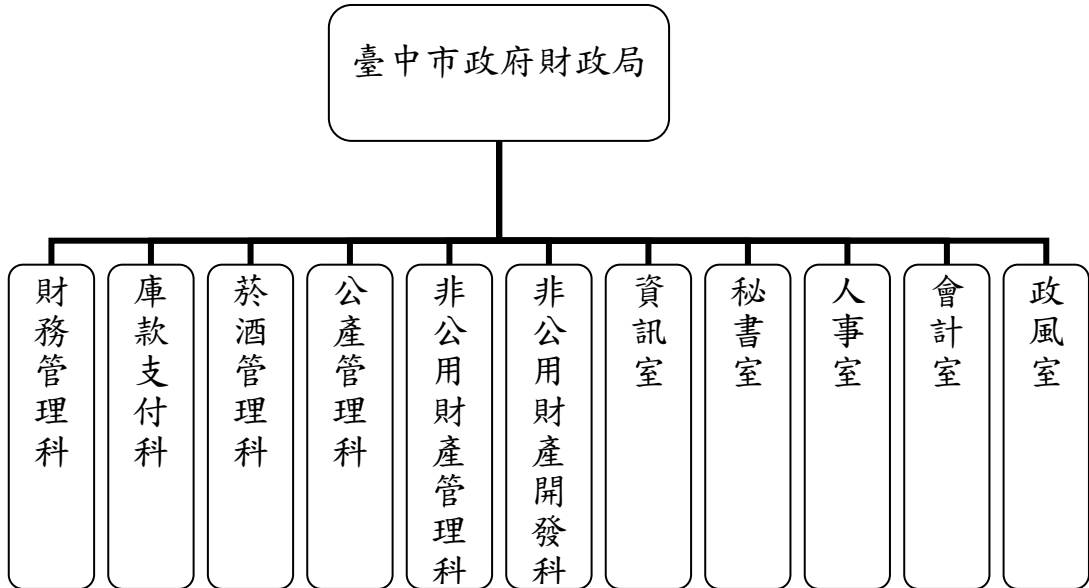 臺中市政府財政局
財務管理科
庫款支付科
菸酒管理科
公產管理科
非公用財產管理科
非公用財產開發科
資訊室
秘書室
人事室
會計室
政風室